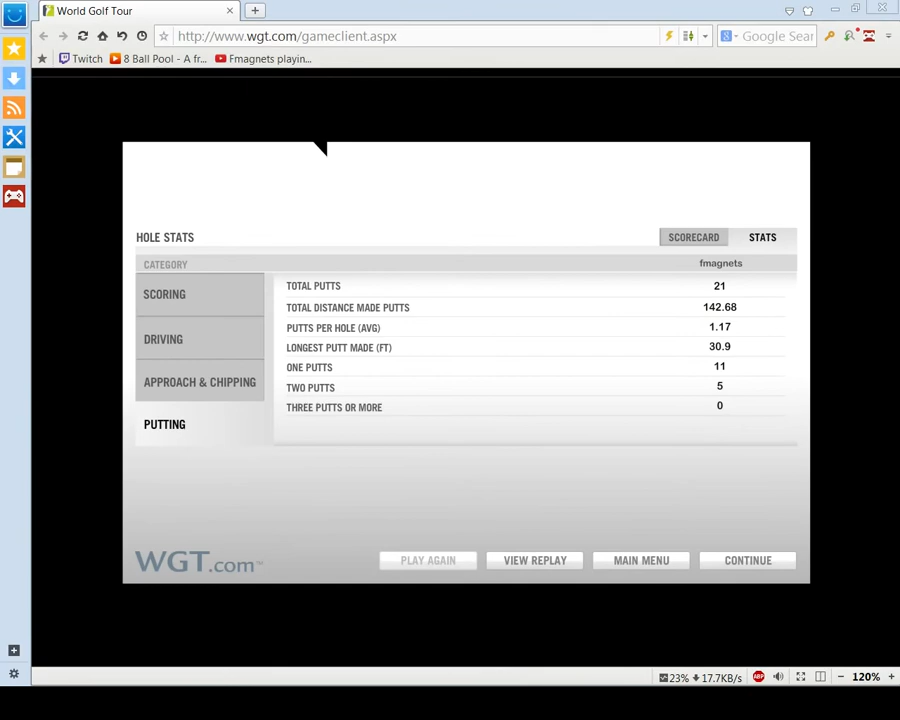 World Golf Tour
http://www.wgt.com/gameclient.aspx
Google Sear
Twitch
8 Ball Pool - A fr...
Fmagnets playin...
HOLE STATS
SCORECARD
STATS
CATEGORY
fmagnets
SCORING
DRIVING
APPROACH & CHIPPING
PUTTING
TOTAL PUTTS 21
TOTAL DISTANCE MADE PUTTS 142.68
PUTTS PER HOLE (AVG) 1.17
LONGEST PUTT MADE (FT) 30.9
ONE PUTTS 11
TWO PUTTS 5
THREE PUTTS OR MORE 0
WGT.com™
PLAY AGAIN
VIEW REPLAY
MAIN MENU
CONTINUE
23% 17.7KB/s
ABP
120%